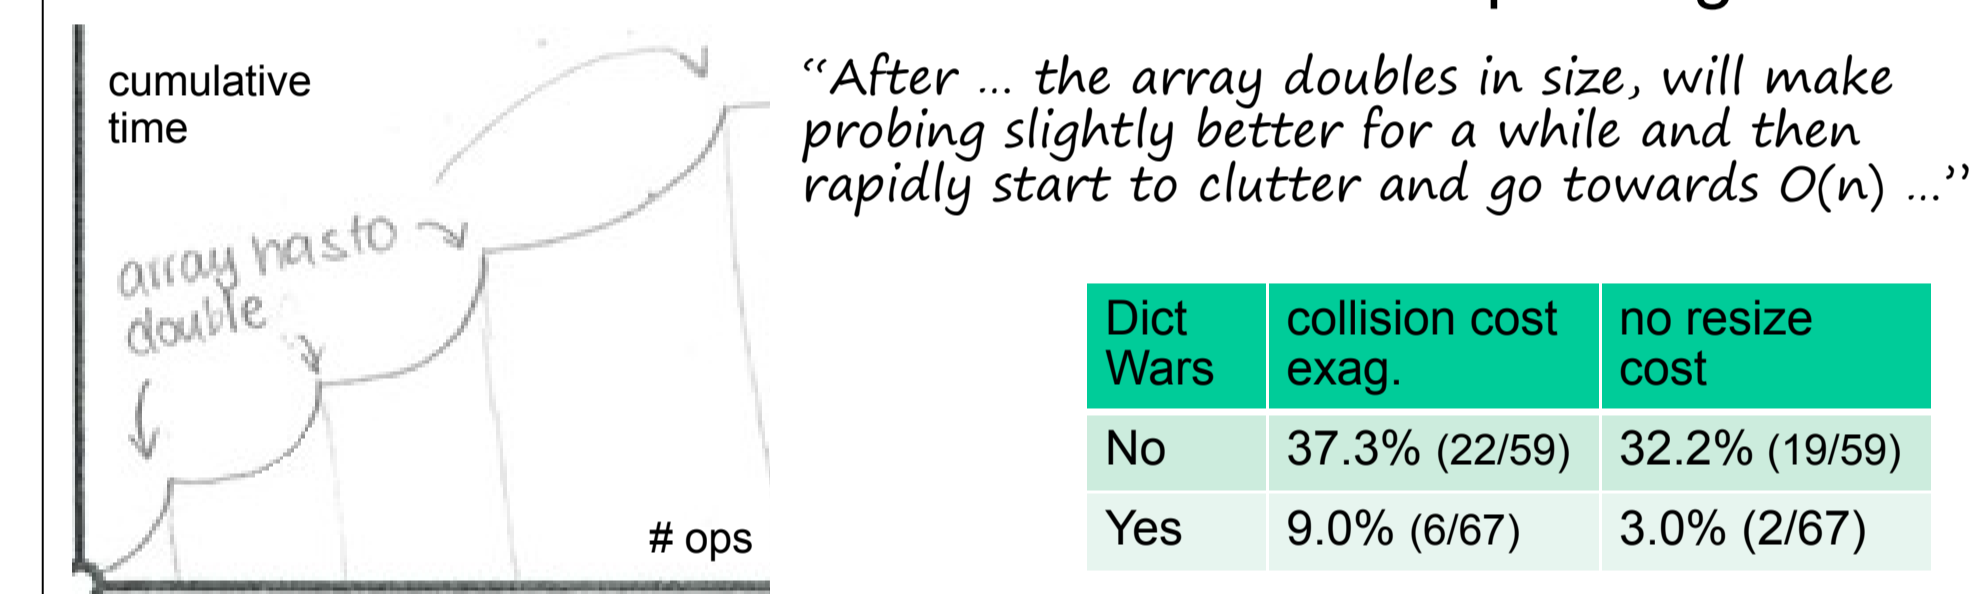 cumulative
time
array has to
double
# ops
“After ... the array doubles in size, will make
probing slightly better for a while and then
rapidly start to clutter and go towards O(n) ...”
Dict
Wars
collision cost
exag.
no resize
cost
No
37.3% (22/59)
32.2% (19/59)
Yes
9.0% (6/67)
3.0% (2/67)